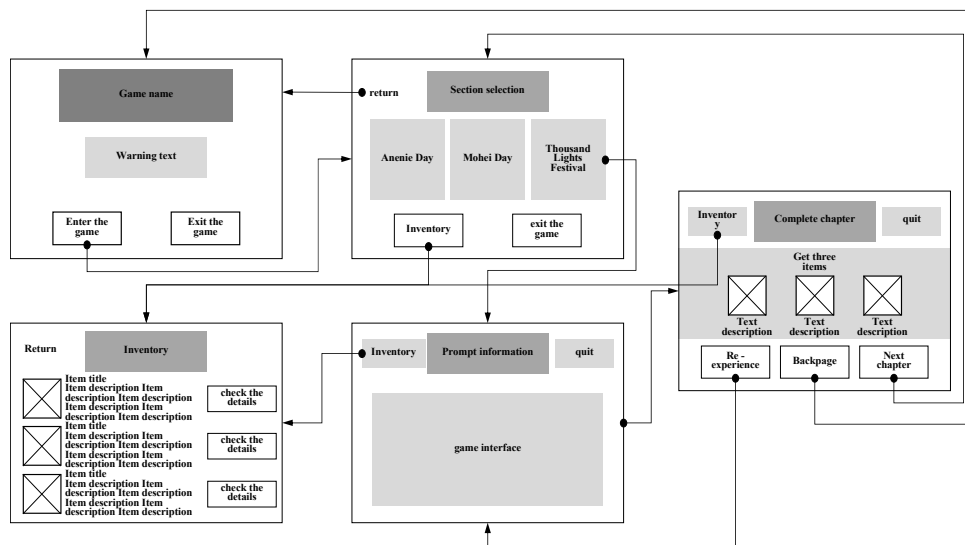 Game name
Warning text
Enter the
game
Exit the
game
return
Section selection
Anenie Day
Mohei Day
Thousand
Lights
Festival
Inventory
exit the
game
Inventor
y
Complete chapter
quit
Get three
items
Text
description
Text
description
Text
description
Re -
experience
Backpage
Next
chapter
Return
Inventory
Item title
Item description Item
description Item description
Item description Item
description Item description
check the
details
Item title
Item description Item
description Item description
Item description Item
description Item description
check the
details
Item title
Item description Item
description Item description
Item description Item
description Item description
check the
details
Inventory
Prompt information
quit
game interface